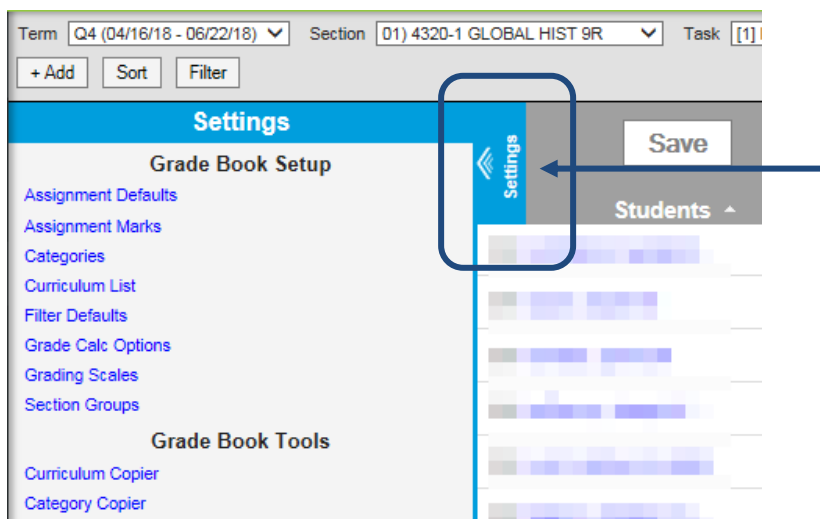 Term Q4 (04/16/18 - 06/22/18) Section 01) 4320-1 GLOBAL HIST 9R Task [1]
+ Add Sort Filter
Settings
Grade Book Setup
Assignment Defaults
Assignment Marks
Categories
Curriculum List
Filter Defaults
Grade Calc Options
Grading Scales
Section Groups
Grade Book Tools
Curriculum Copier
Category Copier
Settings
Save
Students